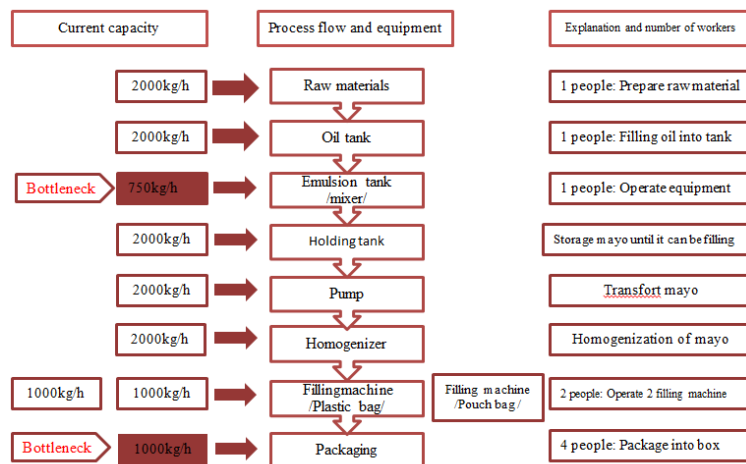 Current capacity
Process flow and equipment
Explanation and number of workers
2000kg/h
Raw materials
1 people: Prepare raw material
2000kg/h
Oil tank
1 people: Filling oil into tank
Bottleneck
750kg/h
Emulsion tank
/mixer/
1 people: Operate equipment
2000kg/h
Holding tank
Storage mayo until it can be filling
2000kg/h
Pump
Transfort mayo
2000kg/h
Homogenizer
Homogenization of mayo
1000kg/h
1000kg/h
Fillingmachine
/Plastic bag/
Filling machine
/Pouch bag /
2 people: Operate 2 filling machine
Bottleneck
1000kg/h
Packaging
4 people: Package into box